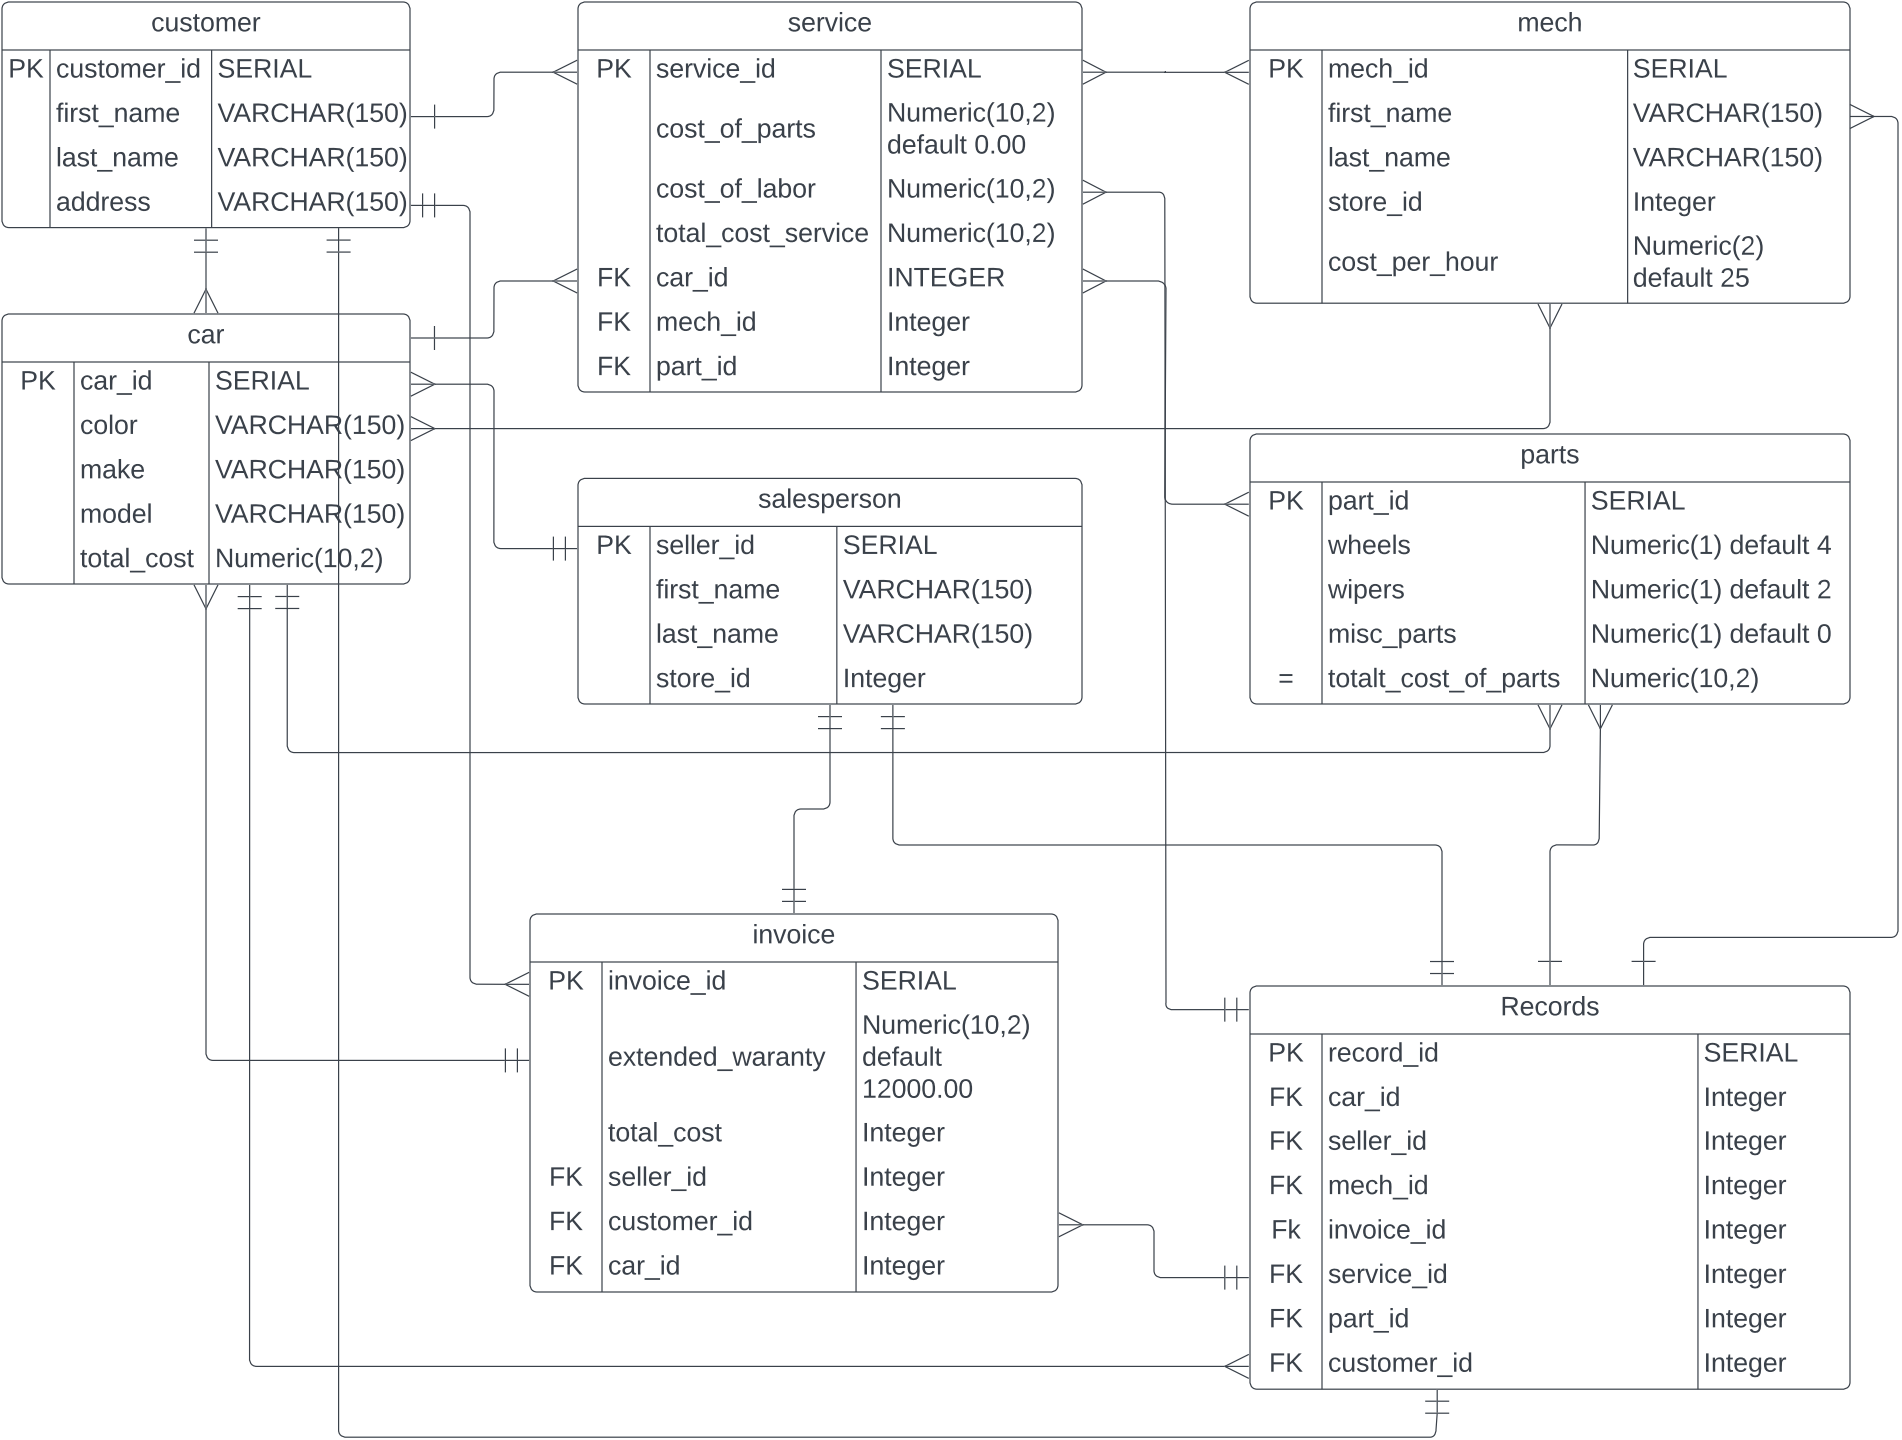 customer
PK customer_id SERIAL
first_name VARCHAR(150)
last_name VARCHAR(150)
address VARCHAR(150)
service
PK service_id SERIAL
cost_of_parts Numeric(10,2)
default 0.00
cost_of_labor Numeric(10,2)
total_cost_service Numeric(10,2)
FK car_id INTEGER
FK mech_id Integer
FK part_id Integer
mech
PK mech_id SERIAL
first_name VARCHAR(150)
last_name VARCHAR(150)
store_id Integer
cost_per_hour Numeric(2)
default 25
car
PK car_id SERIAL
color VARCHAR(150)
make VARCHAR(150)
model VARCHAR(150)
total_cost Numeric(10,2)
salesperson
PK seller_id SERIAL
first_name VARCHAR(150)
last_name VARCHAR(150)
store_id Integer
parts
PK part_id SERIAL
wheels Numeric(1) default 4
wipers Numeric(1) default 2
misc_parts Numeric(1) default 0
= totalt_cost_of_parts Numeric(10,2)
invoice
PK invoice_id SERIAL
extended_waranty Numeric(10,2)
default
12000.00
total_cost Integer
FK seller_id Integer
FK customer_id Integer
FK car_id Integer
Records
PK record_id SERIAL
FK car_id Integer
FK seller_id Integer
FK mech_id Integer
Fk invoice_id Integer
FK service_id Integer
FK part_id Integer
FK customer_id Integer